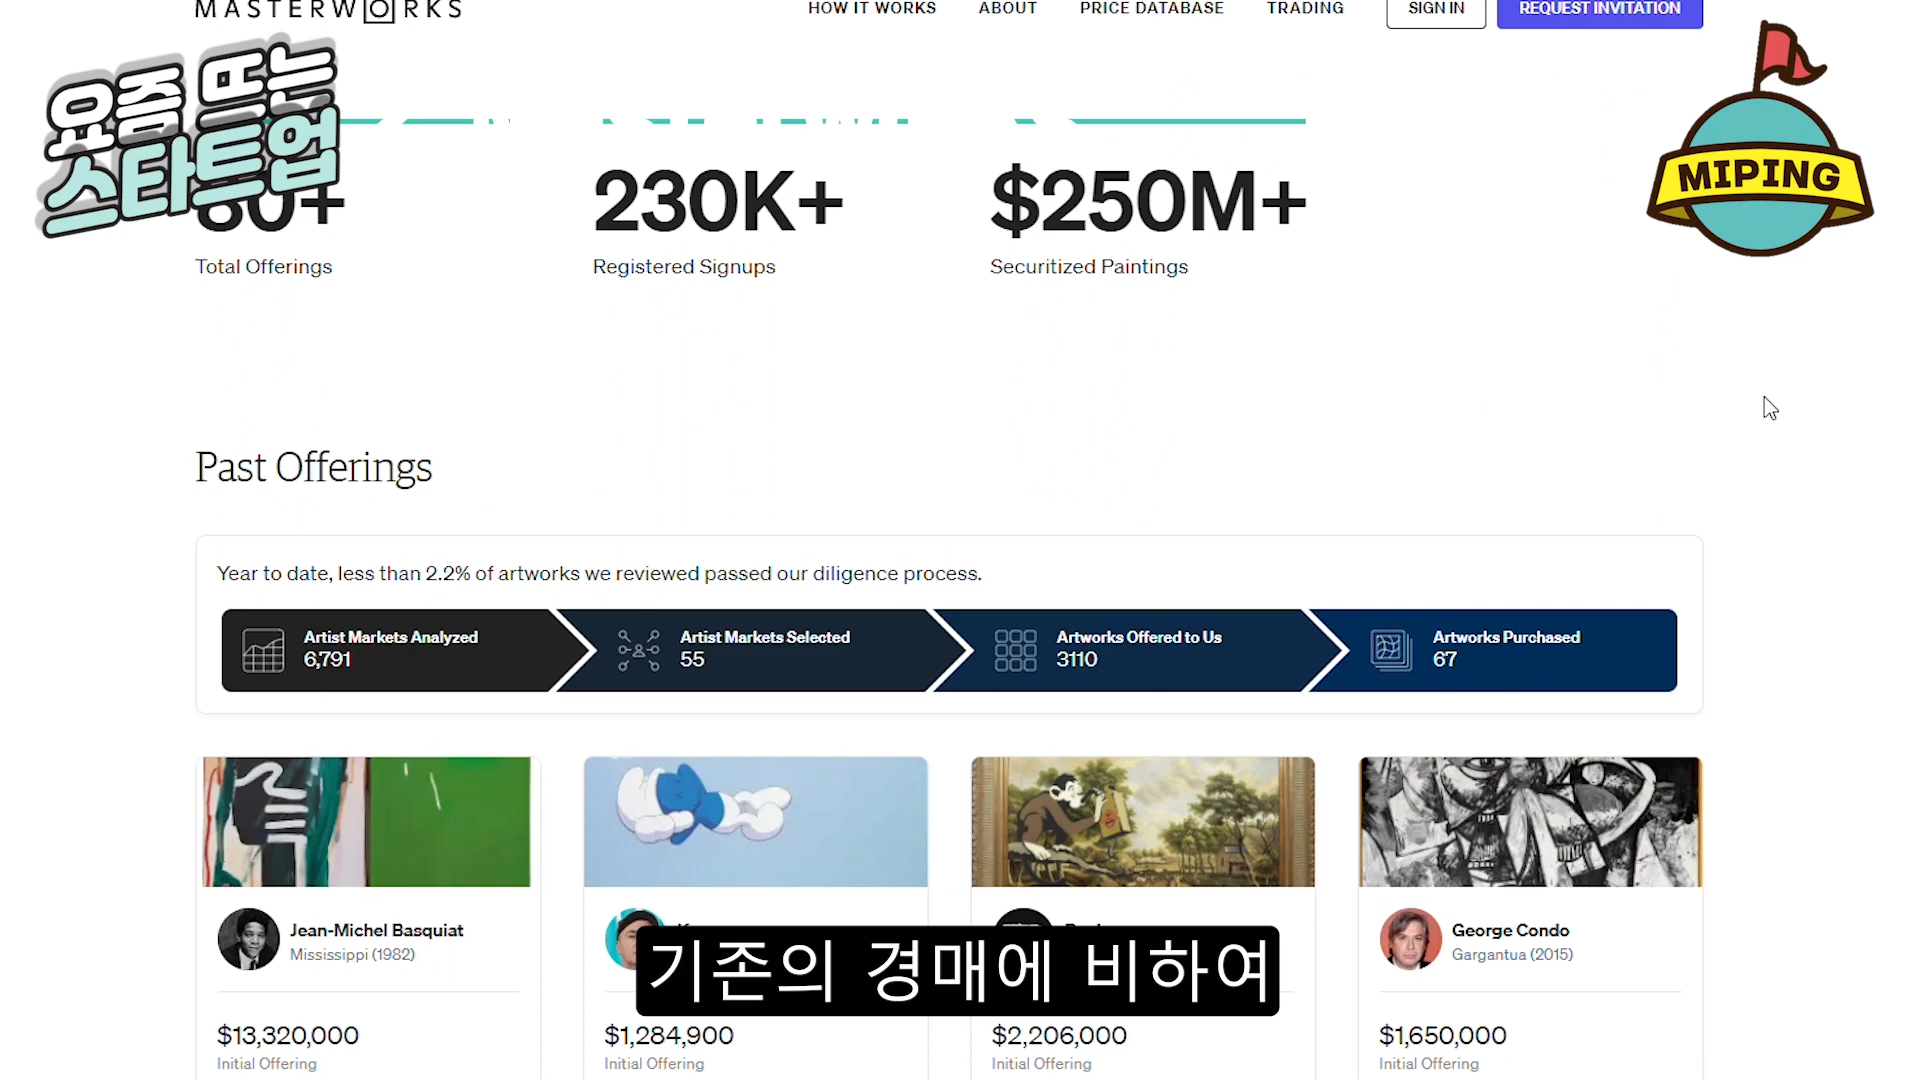 MASTERWORKS
HOW IT WORKS
ABOUT
PRICE DATABASE
TRADING
SIGN IN
REQUEST INVITATION
요즘 뜨는
스타트업
MIPING
230K+
$250M+
Total Offerings
Registered Signups
Securitized Paintings
Past Offerings
Year to date, less than 2.2% of artworks we reviewed passed our diligence process.
Artist Markets Analyzed
6,791
Artist Markets Selected
55
Artworks Offered to Us
3110
Artworks Purchased
67
Jean-Michel Basquiat
Mississippi (1982)
George Condo
Gargantua (2015)
기존의 경매에 비하여
$13,320,000
Initial Offering
$1,284,900
Initial Offering
$2,206,000
Initial Offering
$1,650,000
Initial Offering